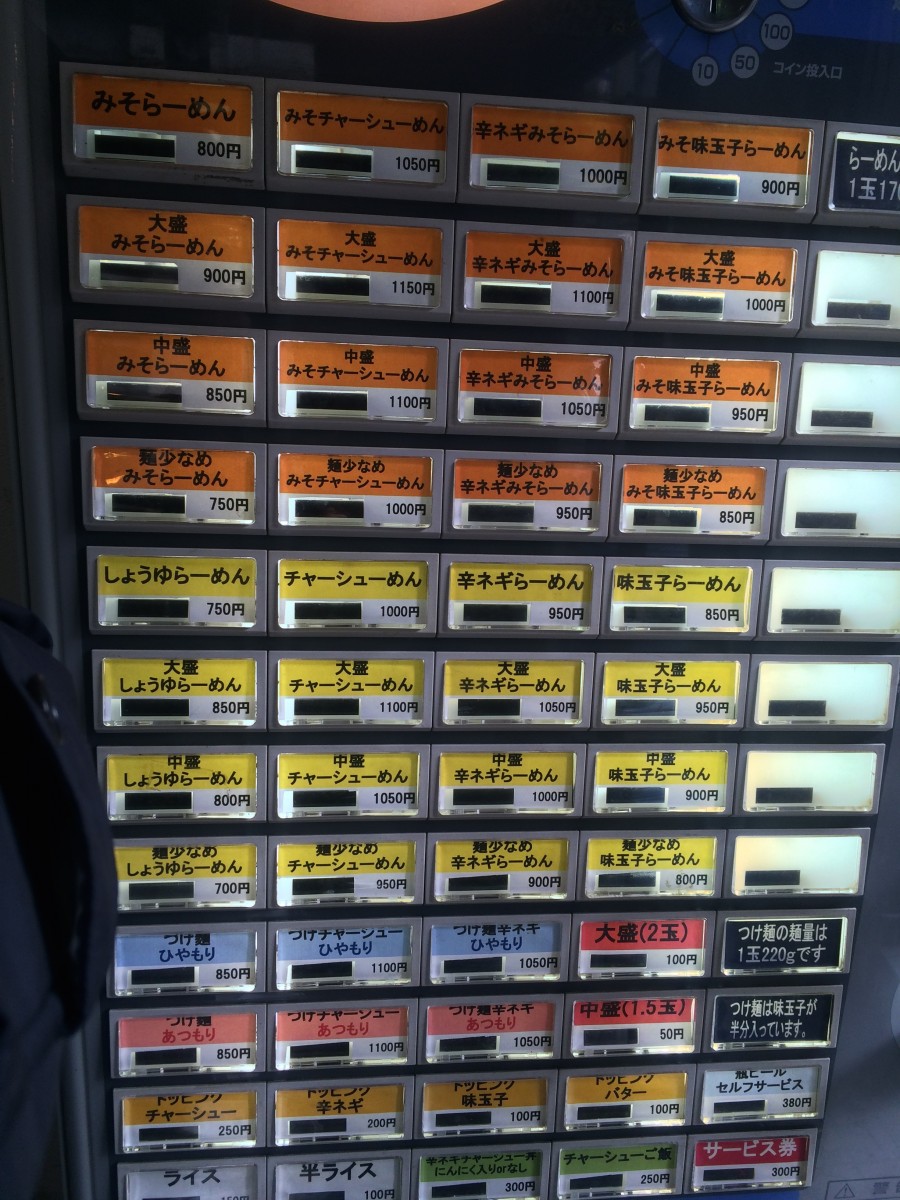 100
50
10
コイン投入口
みそらーめん
800円
みそチャーシューめん
1050円
辛ネギみそらーめん
1000円
みそ味玉子らーめん
900円
らーめん
1玉170
大盛
みそらーめん
900円
大盛
みそチャーシューめん
1150円
大盛
辛ネギみそらーめん
1100円
大盛
みそ味玉子らーめん
1000円
中盛
みそらーめん
850円
中盛
みそチャーシューめん
1100円
中盛
辛ネギみそらーめん
1050円
中盛
みそ味玉子らーめん
950円
麺少なめ
みそらーめん
750円
麺少なめ
みそチャーシューめん
1000円
麺少なめ
辛ネギみそらーめん
950円
麺少なめ
みそ味玉子らーめん
850円
しょうゆらーめん
750円
チャーシューめん
1000円
辛ネギらーめん
950円
味玉子らーめん
850円
大盛
しょうゆらーめん
850円
大盛
チャーシューめん
1100円
大盛
辛ネギらーめん
1050円
大盛
味玉子らーめん
950円
中盛
しょうゆらーめん
800円
中盛
チャーシューめん
1050円
中盛
辛ネギらーめん
1000円
中盛
味玉子らーめん
900円
麺少なめ
しょうゆらーめん
700円
麺少なめ
チャーシューめん
950円
麺少なめ
辛ネギらーめん
900円
麺少なめ
味玉子らーめん
800円
つけ麺
ひやもり
850円
つけチャーシュー
ひやもり
1100円
つけ麺辛ネギ
ひやもり
1050円
大盛(2玉)
100円
つけ麺の麺量は
1玉220gです
つけ麺
あつもり
850円
つけチャーシュー
あつもり
1100円
つけ麺辛ネギ
あつもり
1050円
中盛(1.5玉)
50円
つけ麺は味玉子が
半分入っています。
トッピング
チャーシュー
250円
トッピング
辛ネギ
200円
トッピング
味玉子
100円
トッピング
バター
100円
瓶ビール
セルフサービス
380円
ライス
150円
半ライス
100円
辛ネギチャーシュー丼
にんにく入りorなし
300円
チャーシューご飯
250円
サービス券
300円